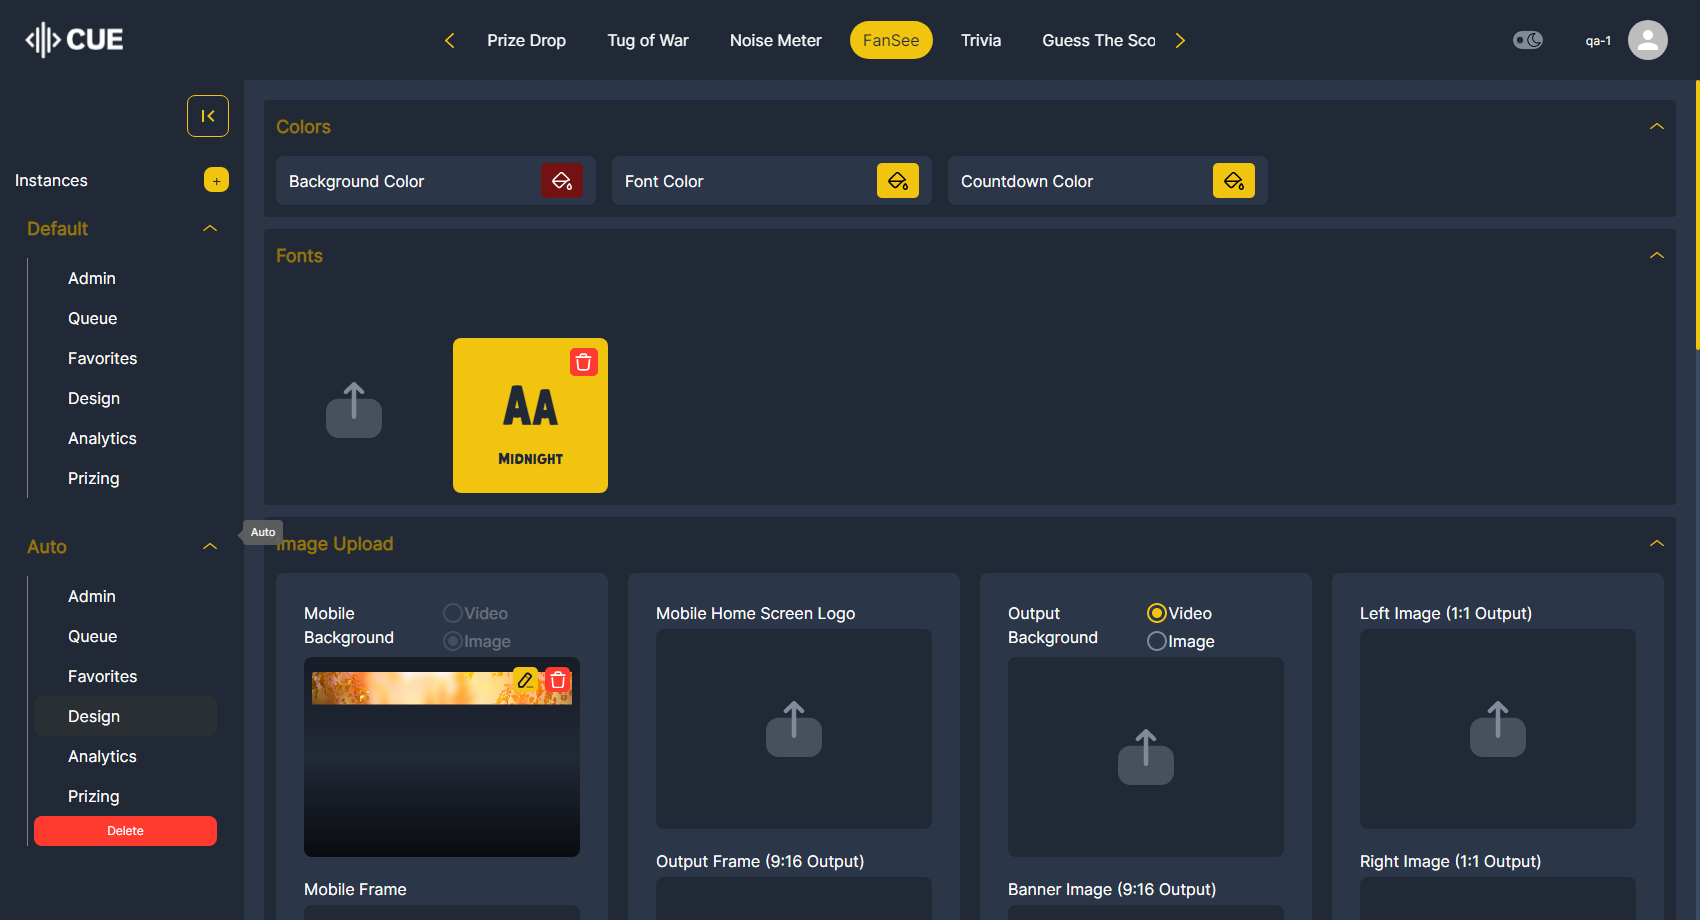 CUE
Prize Drop
Tug of War
Noise Meter
FanSee
Trivia
Guess The Sco
qa-1
Instances
+
Default
Admin
Queue
Favorites
Design
Analytics
Prizing
Auto
Admin
Queue
Favorites
Design
Analytics
Prizing
Delete
Auto
Colors
Background Color
Font Color
Countdown Color
Fonts
AA
MIDNIGHT
Image Upload
Mobile
Background
Video
Image
Mobile Frame
Mobile Home Screen Logo
Output Frame (9:16 Output)
Output
Background
Video
Image
Banner Image (9:16 Output)
Left Image (1:1 Output)
Right Image (1:1 Output)